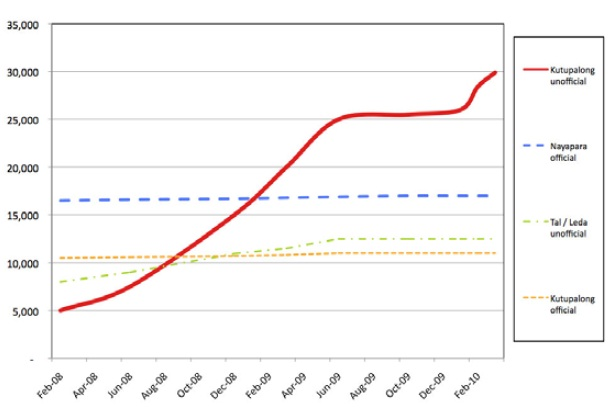 35,000
30,000
25,000
20,000
15,000
10,000
5,000
-
Feb-08
Apr-08
Jun-08
Aug-08
Oct-08
Dec-08
Feb-09
Apr-09
Jun-09
Aug-09
Oct-09
Dec-09
Feb-10
Kutupalong
unofficial
Nayapara
official
Tal / Leda
unofficial
Kutupalong
official